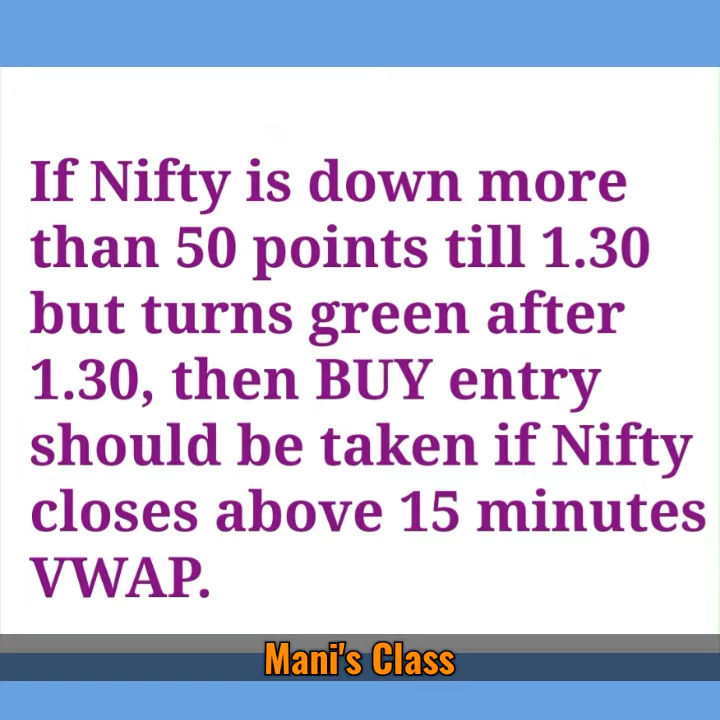 If Nifty is down more
than 50 points till 1.30
but turns green after
1.30, then BUY entry
should be taken if Nifty
closes above 15 minutes
VWAP.
Mani's Class